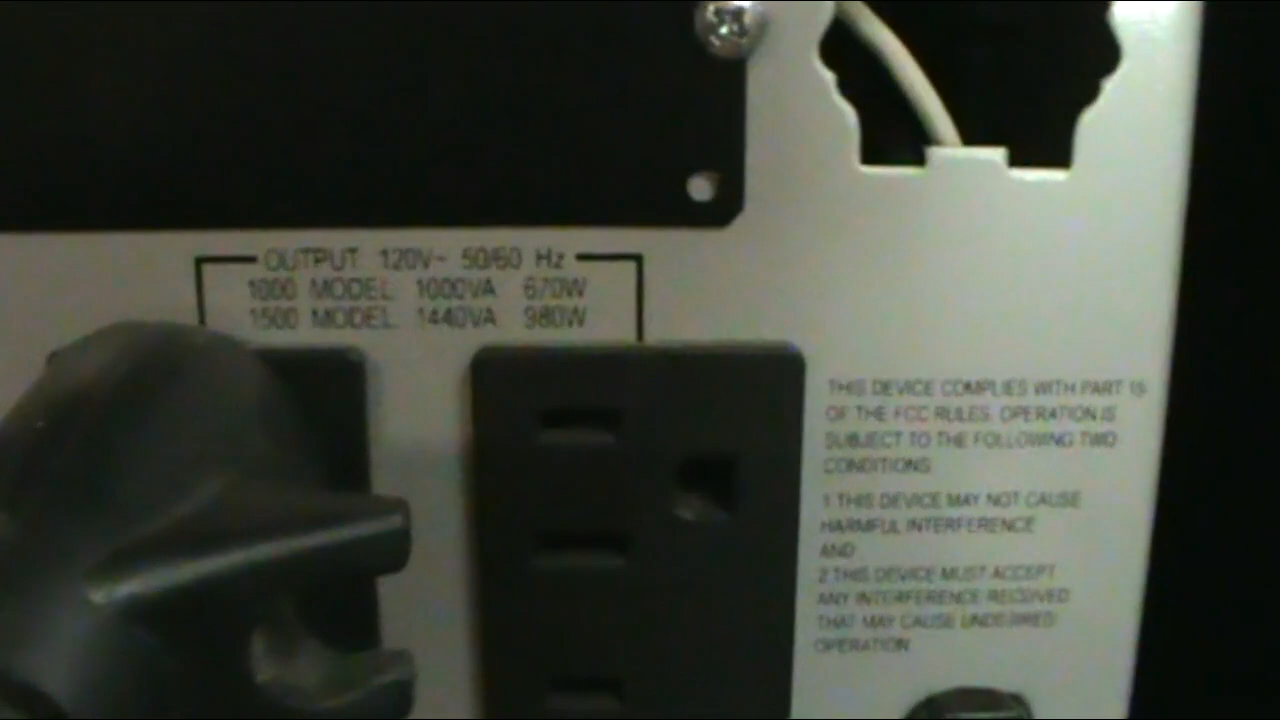 OUTPUT 120V~ 50/60 Hz
1000 MODEL 1000VA 670W
1500 MODEL 1440VA 980W
THIS DEVICE COMPLIES WITH PART 15
OF THE FCC RULES. OPERATION IS
SUBJECT TO THE FOLLOWING TWO
CONDITIONS
1 THIS DEVICE MAY NOT CAUSE
HARMFUL INTERFERENCE
AND
2 THIS DEVICE MUST ACCEPT
ANY INTERFERENCE RECEIVED
THAT MAY CAUSE UNDESIRED
OPERATION